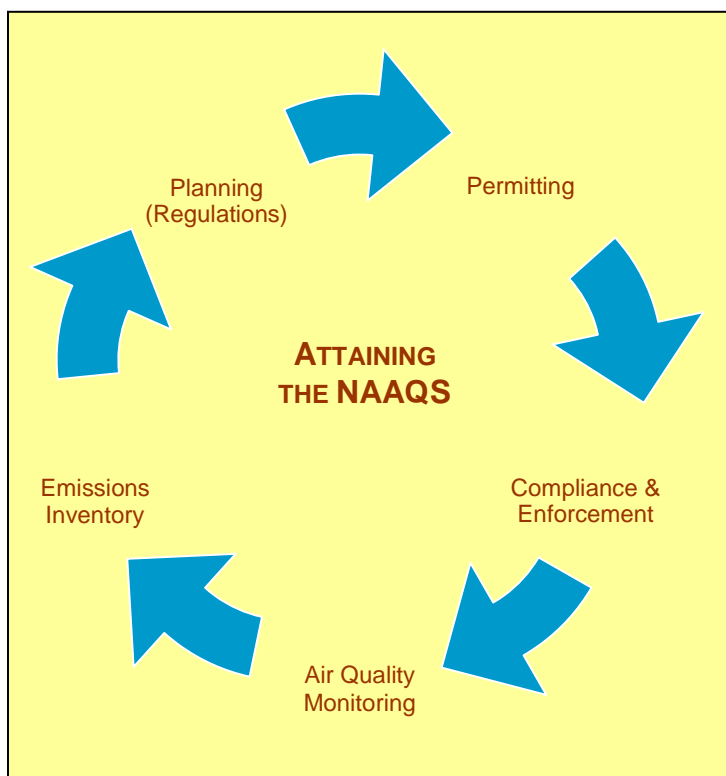 Planning
(Regulations)
Permitting
ATTAINING
THE NAAQS
Emissions
Inventory
Compliance &
Enforcement
Air Quality
Monitoring